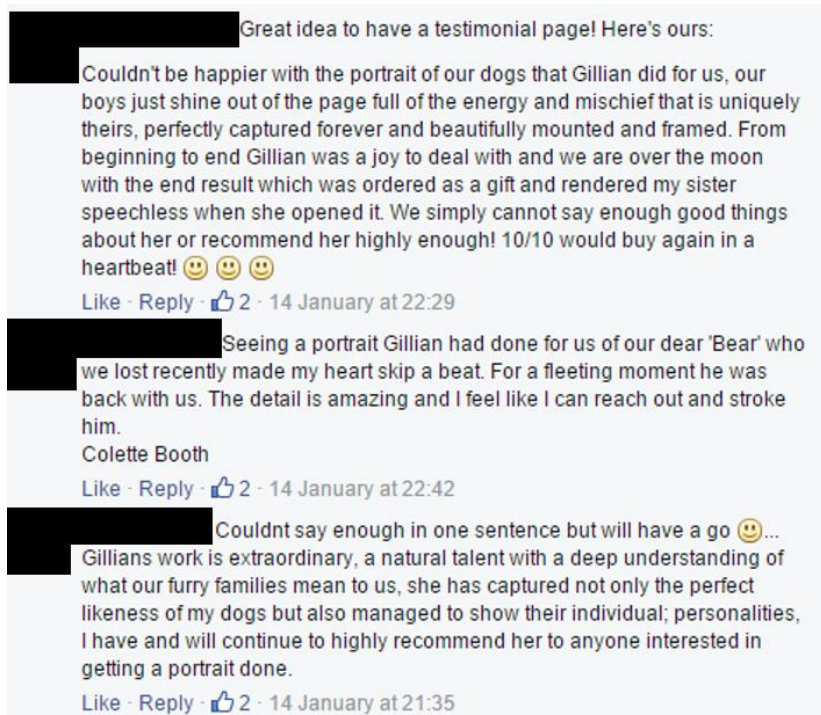 Great idea to have a testimonial page! Here's ours:
Couldn't be happier with the portrait of our dogs that Gillian did for us, our
boys just shine out of the page full of the energy and mischief that is uniquely
theirs, perfectly captured forever and beautifully mounted and framed. From
beginning to end Gillian was a joy to deal with and we are over the moon
with the end result which was ordered as a gift and rendered my sister
speechless when she opened it. We simply cannot say enough good things
about her or recommend her highly enough! 10/10 would buy again in a
heartbeat!
Like · Reply · 2 · 14 January at 22:29
Seeing a portrait Gillian had done for us of our dear 'Bear' who
we lost recently made my heart skip a beat. For a fleeting moment he was
back with us. The detail is amazing and I feel like I can reach out and stroke
him.
Colette Booth
Like · Reply · 2 · 14 January at 22:42
Couldnt say enough in one sentence but will have a go ...
Gillians work is extraordinary, a natural talent with a deep understanding of
what our furry families mean to us, she has captured not only the perfect
likeness of my dogs but also managed to show their individual; personalities,
I have and will continue to highly recommend her to anyone interested in
getting a portrait done.
Like · Reply · 2 · 14 January at 21:35